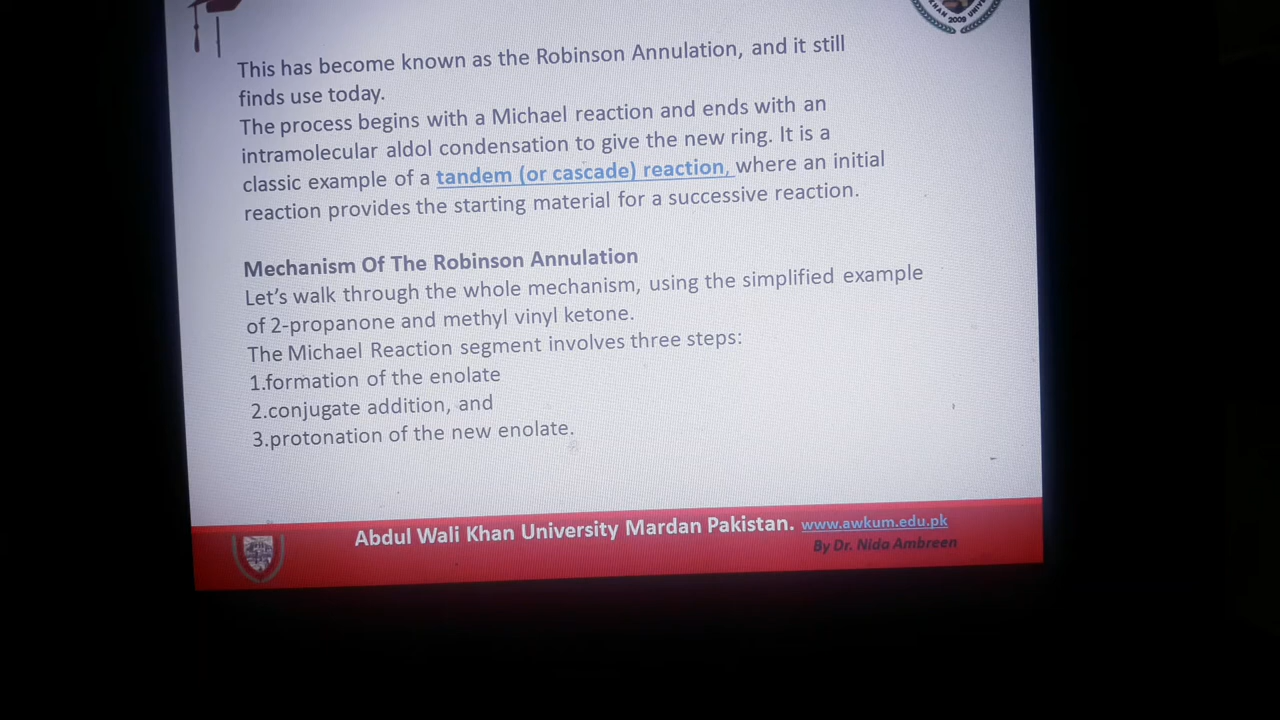 ZHAN 2009 UNIV
This has become known as the Robinson Annulation, and it still
finds use today.
The process begins with a Michael reaction and ends with an
intramolecular aldol condensation to give the new ring. It is a
classic example of a tandem (or cascade) reaction, where an initial
reaction provides the starting material for a successive reaction.
Mechanism Of The Robinson Annulation
Let's walk through the whole mechanism, using the simplified example
of 2-propanone and methyl vinyl ketone.
The Michael Reaction segment involves three steps:
1.formation of the enolate
2.conjugate addition, and
3.protonation of the new enolate.
Abdul Wali Khan University Mardan Pakistan. www.awkum.edu.pk
By Dr. Nida Ambreen